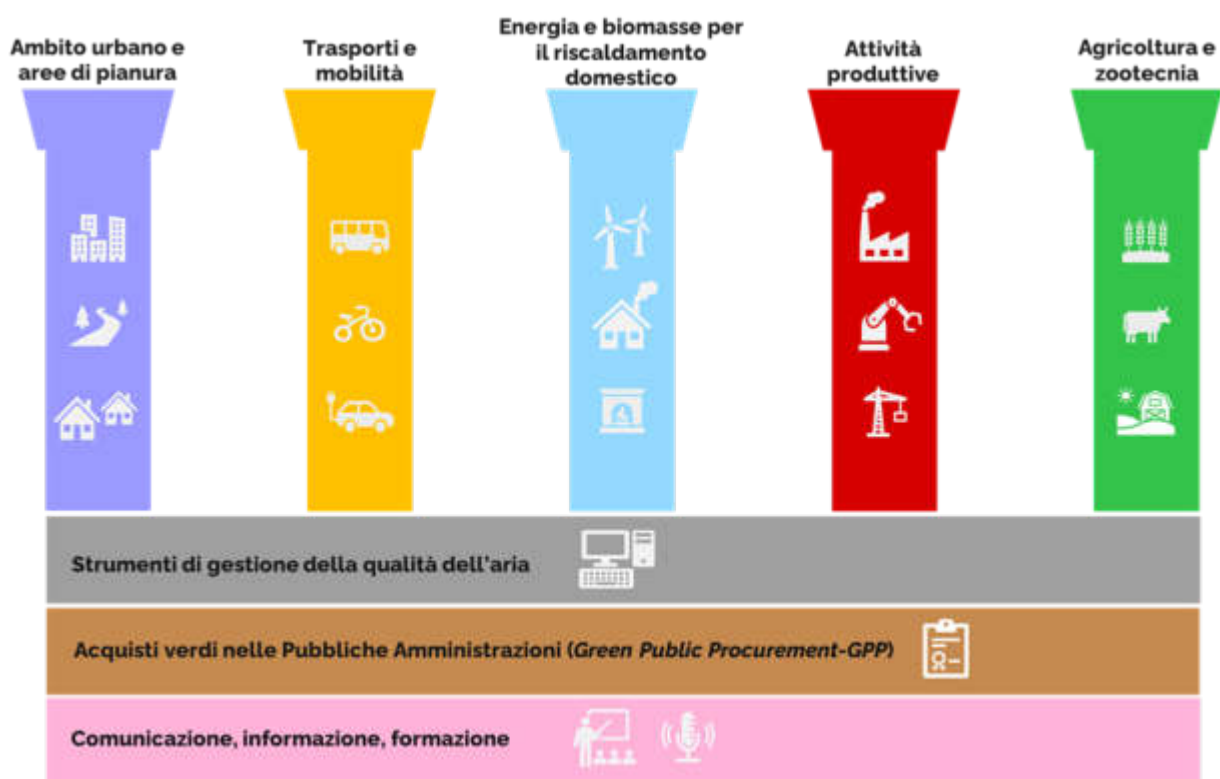 Ambito urbano e
aree di pianura
Trasporti e
mobilità
Energia e biomasse per
il riscaldamento
domestico
Attività
produttive
Agricoltura e
zootecnia
Strumenti di gestione della qualità dell'aria
Acquisti verdi nelle Pubbliche Amministrazioni (Green Public Procurement-GPP)
Comunicazione, informazione, formazione